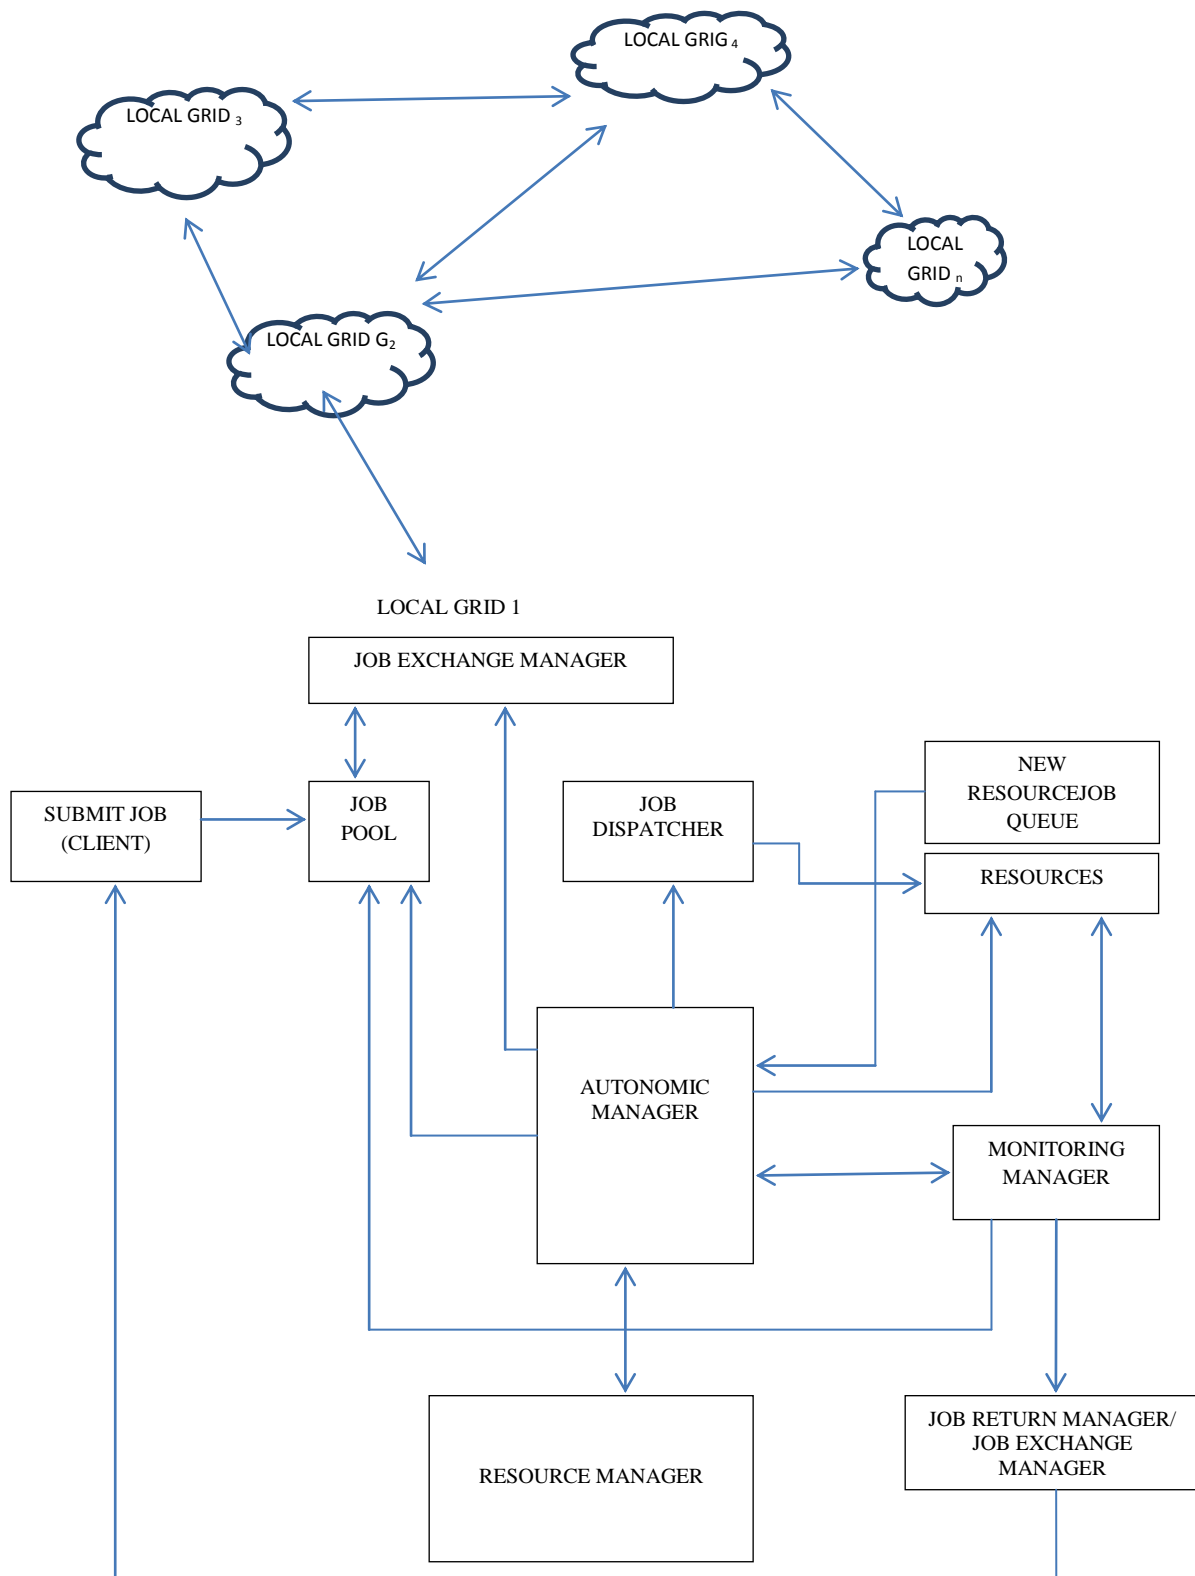 LOCAL GRIG 4
LOCAL GRID 3
LOCAL
GRID n
LOCAL GRID G2
LOCAL GRID 1
JOB EXCHANGE MANAGER
NEW
RESOURCEJOB
QUEUE
SUBMIT JOB
(CLIENT)
JOB
POOL
JOB
DISPATCHER
RESOURCES
AUTONOMIC
MANAGER
MONITORING
MANAGER
RESOURCE MANAGER
JOB RETURN MANAGER/
JOB EXCHANGE
MANAGER